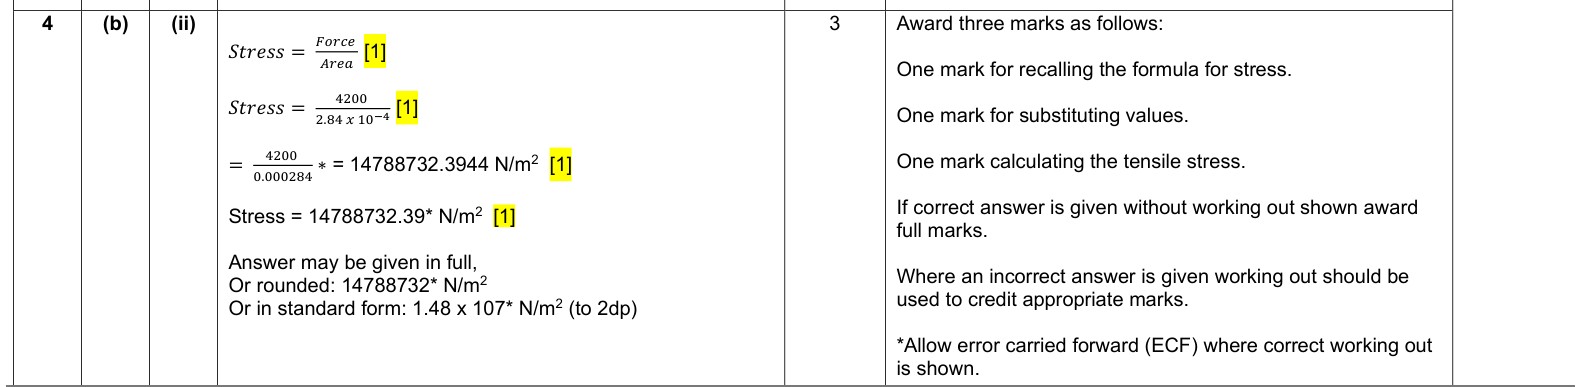 4 (b) (ii)
Stress = Force/Area [1]
Stress = 4200/2.84 x 10⁻⁴ [1]
= 4200/0.000284 * = 14788732.3944 N/m² [1]
Stress = 14788732.39* N/m² [1]
Answer may be given in full,
Or rounded: 14788732* N/m²
Or in standard form: 1.48 x 107* N/m² (to 2dp)
3
Award three marks as follows:
One mark for recalling the formula for stress.
One mark for substituting values.
One mark calculating the tensile stress.
If correct answer is given without working out shown award
full marks.
Where an incorrect answer is given working out should be
used to credit appropriate marks.
*Allow error carried forward (ECF) where correct working out
is shown.